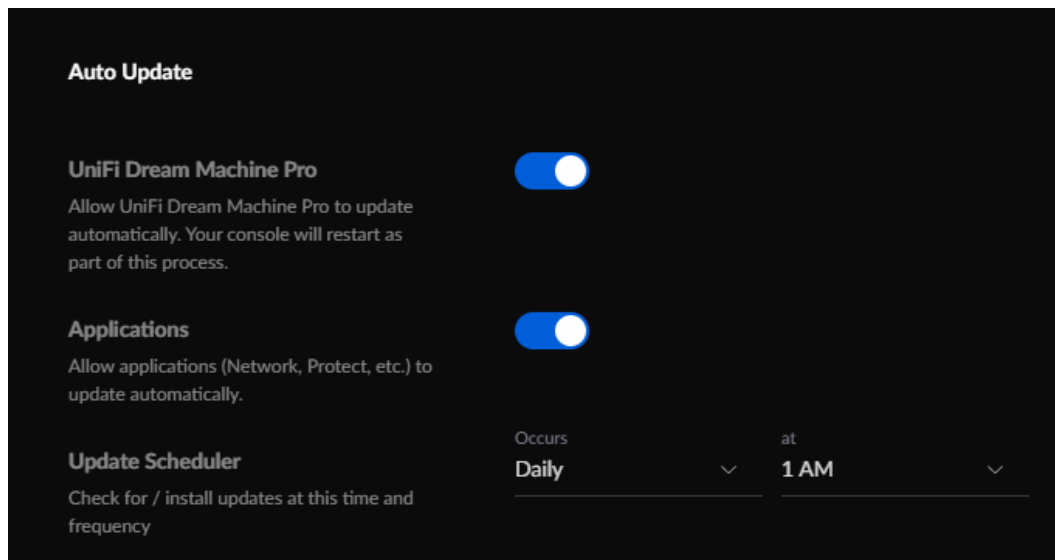 Auto Update
UniFi Dream Machine Pro
Allow UniFi Dream Machine Pro to update
automatically. Your console will restart as
part of this process.
Applications
Allow applications (Network, Protect, etc.) to
update automatically.
Update Scheduler
Check for / install updates at this time and
frequency
Occurs at
Daily 1 AM